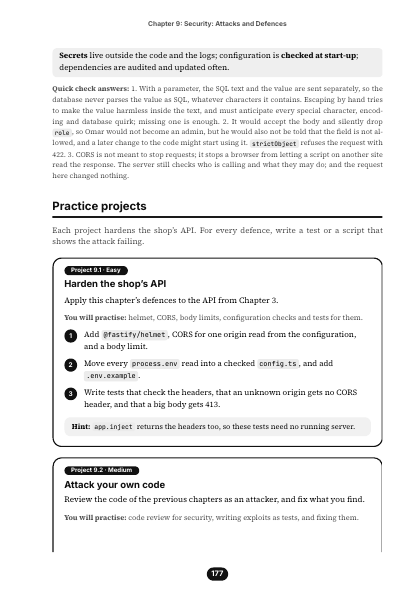 Chapter 9: Security: Attacks and Defences
Secrets live outside the code and the logs; configuration is checked at start-up;
dependencies are audited and updated often.
Quick check answers: 1. With a parameter, the SQL text and the value are sent separately, so the
database never parses the value as SQL, whatever characters it contains. Escaping by hand tries
to make the value harmless inside the text, and must anticipate every special character, encod-
ing and database quirk; missing one is enough. 2. It would accept the body and silently drop
role, so Omar would not become an admin, but he would also not be told that the field is not al-
lowed, and a later change to the code might start using it. strictObject refuses the request with
422. 3. CORS is not meant to stop requests; it stops a browser from letting a script on another site
read the response. The server still checks who is calling and what they may do; and the request
here changed nothing.
Practice projects
Each project hardens the shop's API. For every defence, write a test or a script that
shows the attack failing.
Project 9.1 · Easy
Harden the shop's API
Apply this chapter's defences to the API from Chapter 3.
You will practise: helmet, CORS, body limits, configuration checks and tests for them.
1 Add @fastify/helmet, CORS for one origin read from the configuration,
and a body limit.
2 Move every process.env read into a checked config.ts, and add
.env.example.
3 Write tests that check the headers, that an unknown origin gets no CORS
header, and that a big body gets 413.
Hint: app.inject returns the headers too, so these tests need no running server.
Project 9.2 · Medium
Attack your own code
Review the code of the previous chapters as an attacker, and fix what you find.
You will practise: code review for security, writing exploits as tests, and fixing them.
177